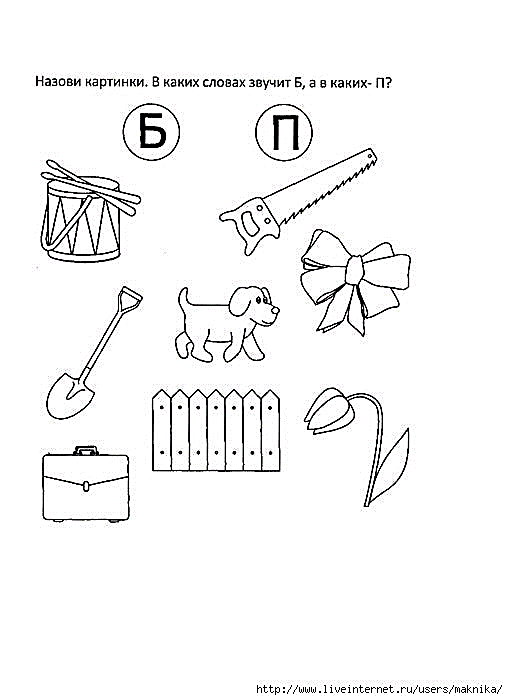 Назови картинки. В каких словах звучит Б, а в каких- П?
Б П
http://www.liveinternet.ru/users/maknika/